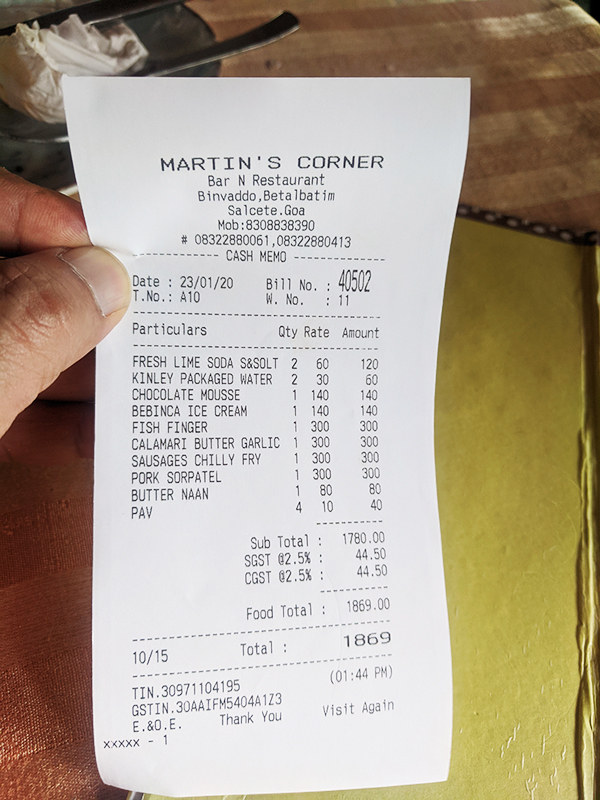 MARTIN'S CORNER
Bar N Restaurant
Binvaddo,Betalbatim
Salcete.Goa
Mob:8308838390
# 08322880061,08322880413
---------- CASH MEMO ----------
Date : 23/01/20 Bill No. : 40502
T.No.: A10 W. No. : 11
Particulars Qty Rate Amount
FRESH LIME SODA S&SOLT 2 60 120
KINLEY PACKAGED WATER 2 30 60
CHOCOLATE MOUSSE 1 140 140
BEBINCA ICE CREAM 1 140 140
FISH FINGER 1 300 300
CALAMARI BUTTER GARLIC 1 300 300
SAUSAGES CHILLY FRY 1 300 300
PORK SORPATEL 1 300 300
BUTTER NAAN 1 80 80
PAV 4 10 40
Sub Total : 1780.00
SGST @2.5% : 44.50
CGST @2.5% : 44.50
Food Total : 1869.00
10/15 Total : 1869
TIN.30971104195 (01:44 PM)
GSTIN.30AAIFM5404A1Z3
E.&O.E. Thank You Visit Again
xxxxx - 1